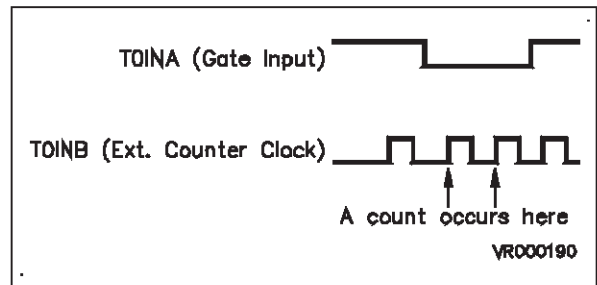 T0INA (Gate Input)
T0INB (Ext. Counter Clock)
A count occurs here
VR000190